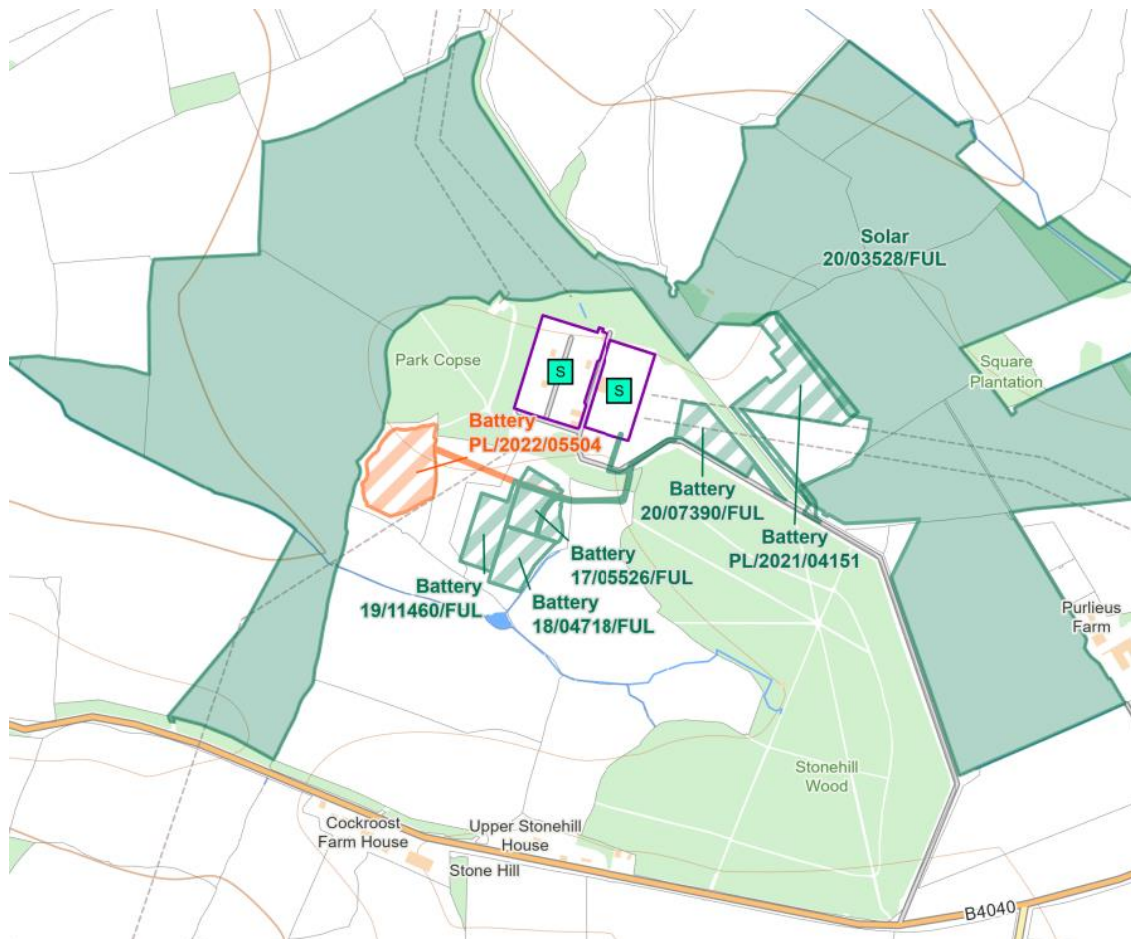 Solar
20/03528/FUL
Park Copse
Square
Plantation
S
S
Battery
PL/2022/05504
Battery
20/07390/FUL
Battery
PL/2021/04151
Battery
17/05526/FUL
Battery
19/11460/FUL
Battery
18/04718/FUL
Purlieus
Farm
Stonehill
Wood
Cockroost
Farm House
Upper Stonehill
House
Stone Hill
B4040